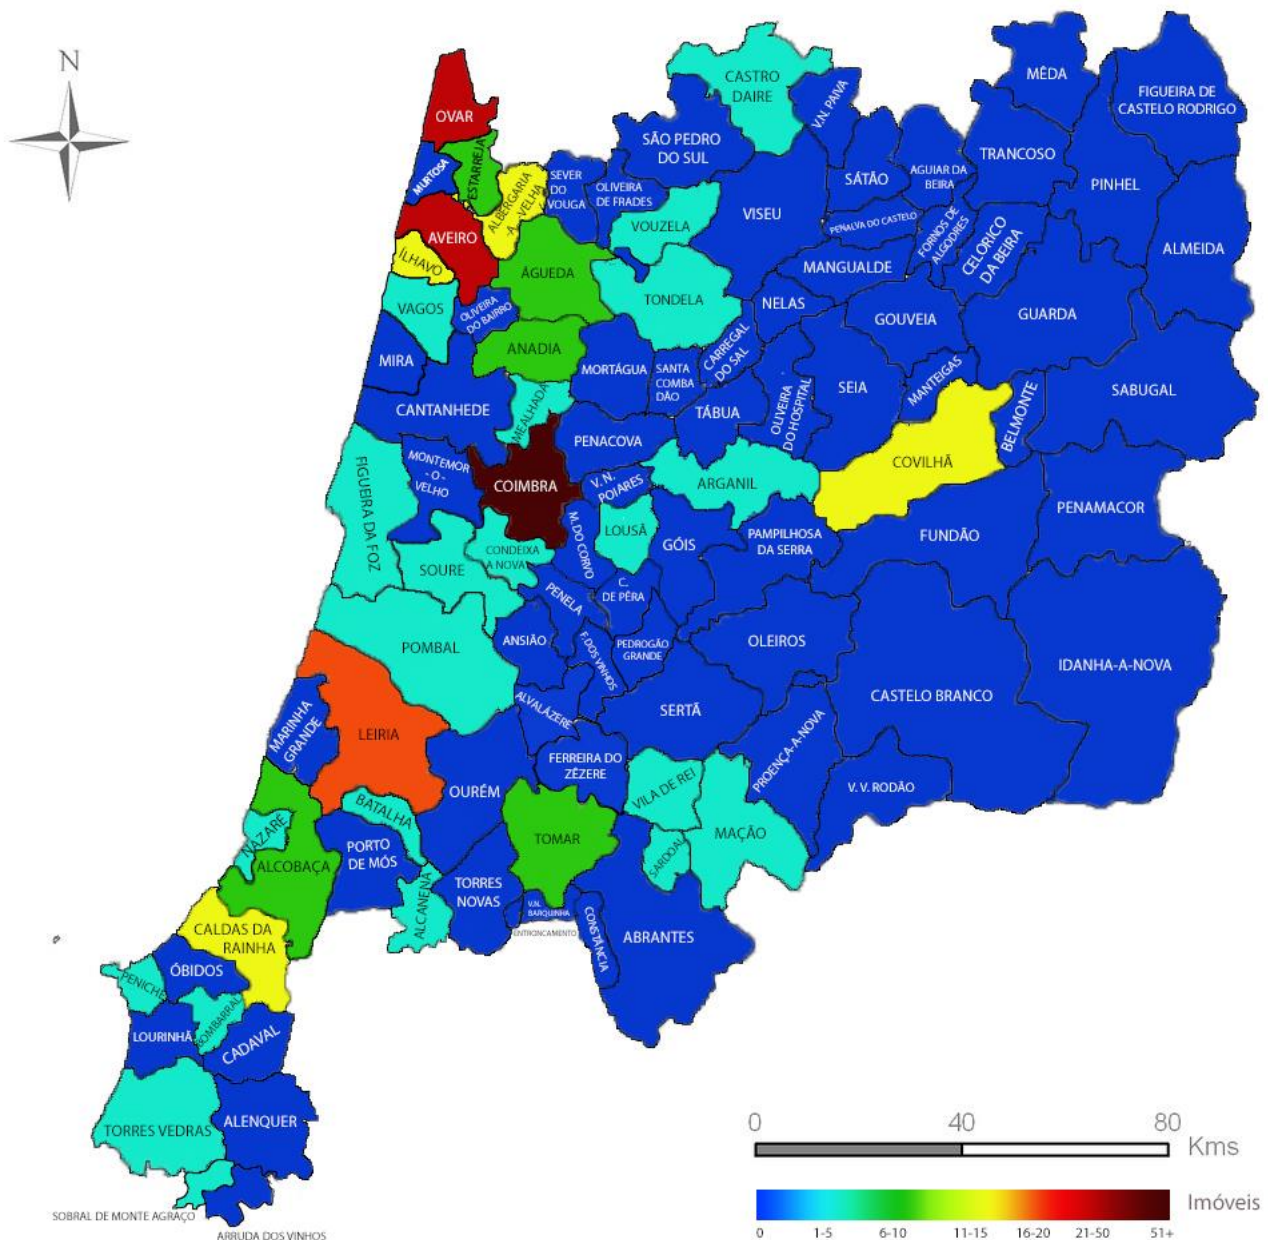 N
OVAR
MURTOSA
ESTARREJA
ALBERGARIA
-A-VELHA
SEVER
DO
VOUGA
OLIVEIRA
DE FRADES
SÃO PEDRO
DO SUL
CASTRO
DAIRE
V.N. PAIVA
MÊDA
FIGUEIRA DE
CASTELO RODRIGO
TRANCOSO
PINHEL
SÁTÃO
AGUIAR DA
BEIRA
AVEIRO
ÍLHAVO
ÁGUEDA
VOUZELA
VISEU
PENALVA DO CASTELO
FORNOS DE
ALGODRES
CELORICO
DA BEIRA
ALMEIDA
MANGUALDE
VAGOS
OLIVEIRA
DO BAIRRO
TONDELA
NELAS
GOUVEIA
GUARDA
ANADIA
MIRA
MORTÁGUA
SANTA
COMBA
DÃO
CARREGAL
DO SAL
OLIVEIRA -
DO HOSPITAL
SEIA
MANTEIGAS
BELMONTE
SABUGAL
CANTANHEDE
MEALHADA
TÁBUA
PENACOVA
COVILHÃ
FIGUEIRA DA FOZ
MONTEMOR
- O -
VELHO
COIMBRA
V. N.
POIARES
ARGANIL
PENAMACOR
M. DO CORVO
LOUSÃ
GÓIS
PAMPILHOSA
DA SERRA
FUNDÃO
SOURE
CONDEIXA
A NOVA
PENELA
C.
DE PÊRA
POMBAL
ANSIÃO
F. DOS VINHOS
PEDROGÃO
GRANDE
OLEIROS
IDANHA-A-NOVA
CASTELO BRANCO
MARINHA
GRANDE
LEIRIA
ALVALÁZERE
SERTÃ
PROENÇA-A-NOVA
FERREIRA DO
ZÊZERE
V. V. RODÃO
OURÉM
BATALHA
VILA DE REI
MAÇÃO
NAZARÉ
ALCOBAÇA
PORTO
DE MÓS
TOMAR
SARDOAL
ALCANENA
TORRES
NOVAS
V.N.
BARQUINHA
ENTRONCAMENTO
CONSTÂNCIA
ABRANTES
CALDAS DA
RAINHA
PENICHE
ÓBIDOS
BOMBARRAL
LOURINHÃ
CADAVAL
TORRES VEDRAS
ALENQUER
SOBRAL DE MONTE AGRAÇO
ARRUDA DOS VINHOS
0 40 80
Kms
Imóveis
0 1-5 6-10 11-15 16-20 21-50 51+